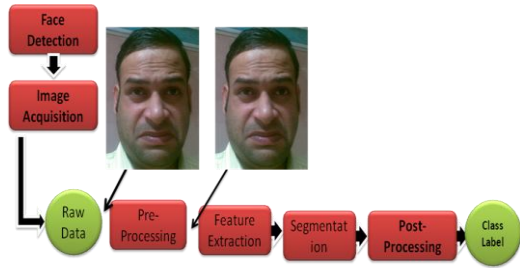 Face
Detection
Image
Acquisition
Raw
Data
Pre-
Processing
Feature
Extraction
Segmentat
ion
Post-
Processing
Class
Label